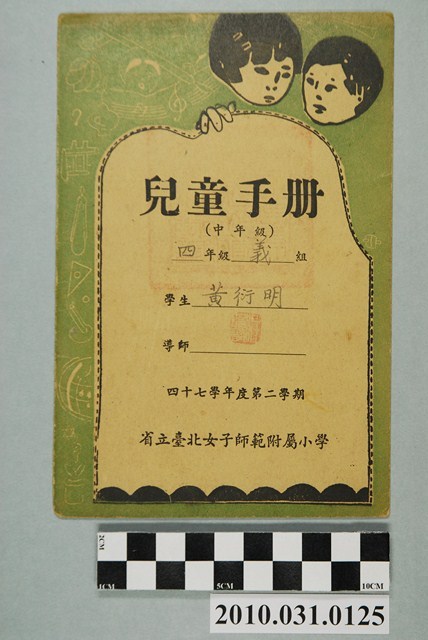 兒童手册
(中年級)
四年級 義 組
學生 黃衍明
導師
四十七學年度第二學期
省立臺北女子師範附屬小學
2CM
1CM 5CM 10CM
2010.031.0125